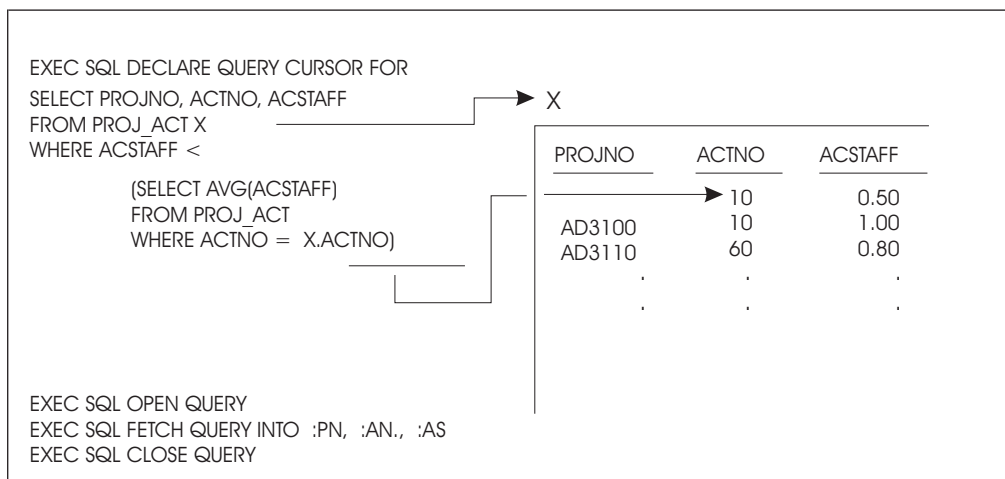 EXEC SQL DECLARE QUERY CURSOR FOR
SELECT PROJNO, ACTNO, ACSTAFF
FROM PROJ_ACT X
WHERE ACSTAFF <
(SELECT AVG(ACSTAFF)
FROM PROJ_ACT
WHERE ACTNO = X.ACTNO)
X
PROJNO ACTNO ACSTAFF
10 0.50
AD3100 10 1.00
AD3110 60 0.80
. . .
. . .
EXEC SQL OPEN QUERY
EXEC SQL FETCH QUERY INTO :PN, :AN., :AS
EXEC SQL CLOSE QUERY